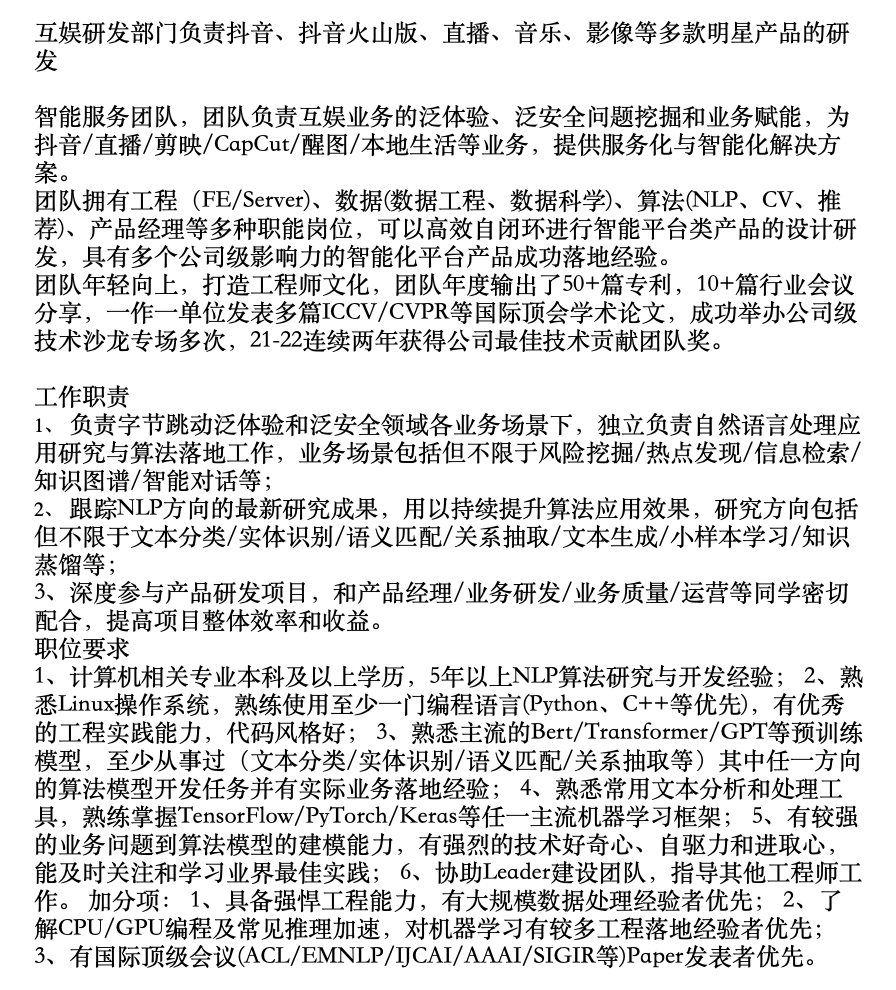 互娱研发部门负责抖音、抖音火山版、直播、音乐、影像等多款明星产品的研
发
智能服务团队，团队负责互娱业务的泛体验、泛安全问题挖掘和业务赋能，为
抖音/直播/剪映/CapCut/醒图/本地生活等业务，提供服务化与智能化解决方
案。
团队拥有工程（FE/Server)、数据(数据工程、数据科学)、算法(NLP、CV、推
荐)、产品经理等多种职能岗位，可以高效自闭环进行智能平台类产品的设计研
发，具有多个公司级影响力的智能化平台产品成功落地经验。
团队年轻向上，打造工程师文化，团队年度输出了50+篇专利，10+篇行业会议
分享，一作一单位发表多篇ICCV/CVPR等国际顶会学术论文，成功举办公司级
技术沙龙专场多次，21-22连续两年获得公司最佳技术贡献团队奖。
工作职责
1、 负责字节跳动泛体验和泛安全领域各业务场景下，独立负责自然语言处理应
用研究与算法落地工作，业务场景包括但不限于风险挖掘/热点发现/信息检索/
知识图谱/智能对话等；
2、 跟踪NLP方向的最新研究成果，用以持续提升算法应用效果，研究方向包括
但不限于文本分类/实体识别/语义匹配/关系抽取/文本生成/小样本学习/知识
蒸馏等；
3、深度参与产品研发项目，和产品经理/业务研发/业务质量/运营等同学密切
配合，提高项目整体效率和收益。
职位要求
1、计算机相关专业本科及以上学历，5年以上NLP算法研究与开发经验； 2、熟
悉Linux操作系统，熟练使用至少一门编程语言(Python、C++等优先)，有优秀
的工程实践能力，代码风格好； 3、熟悉主流的Bert/Transformer/GPT等预训练
模型，至少从事过（文本分类/实体识别/语义匹配/关系抽取等）其中任一方向
的算法模型开发任务并有实际业务落地经验； 4、熟悉常用文本分析和处理工
具，熟练掌握TensorFlow/PyTorch/Keras等任一主流机器学习框架； 5、有较强
的业务问题到算法模型的建模能力，有强烈的技术好奇心、自驱力和进取心，
能及时关注和学习业界最佳实践； 6、协助Leader建设团队，指导其他工程师工
作。 加分项： 1、具备强悍工程能力，有大规模数据处理经验者优先； 2、了
解CPU/GPU编程及常见推理加速，对机器学习有较多工程落地经验者优先；
3、有国际顶级会议(ACL/EMNLP/IJCAI/AAAI/SIGIR等)Paper发表者优先。